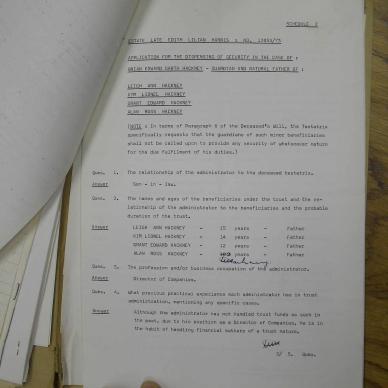 SCHEDULE 2
ESTATE LATE EDITH LILIAN HARRIS : NO. 12053/75
APPLICATION FOR THE DISPENSING OF SECURITY IN THE CASE OF :
BRIAN EDWARD GARTH HACKNEY - GUARDIAN AND NATURAL FATHER OF :
LEIGH ANN HACKNEY
KIM LIONEL HACKNEY
GRANT EDWARD HACKNEY
ALAN ROSS HACKNEY
(NOTE : In terms of Paragraph 6 of the Deceased's Will, the Testatrix
specifically requests that the guardians of such minor beneficiaries
shall not be called upon to provide any security of whatsoever nature
for the due fulfilment of his duties.)
Ques. 1. The relationship of the administrator to the deceased testatrix.
Answer Son - in - law.
Ques. 2. The names and ages of the beneficiaries under the trust and the re-
lationship of the administrator to the beneficiaries and the probable
duration of the trust.
Answer LEIGH ANN HACKNEY - 15 years - Father
KIM LIONEL HACKNEY - 14 years - Father
GRANT EDWARD HACKNEY - 12 years - Father
ALAN ROSS HACKNEY - - Father
Ques. 3. The profession and/or business occupation of the administrator.
Answer Director of Companies.
Ques. 4. What previous practical experience each administrator has in trust
administration, mentioning any specific cases.
Answer Although the administrator has not handled trust funds as such in
the past, due to his position as a Director of Companies, he is in
the habit of handling financial matters of a trust nature.
2/ 5. Ques.